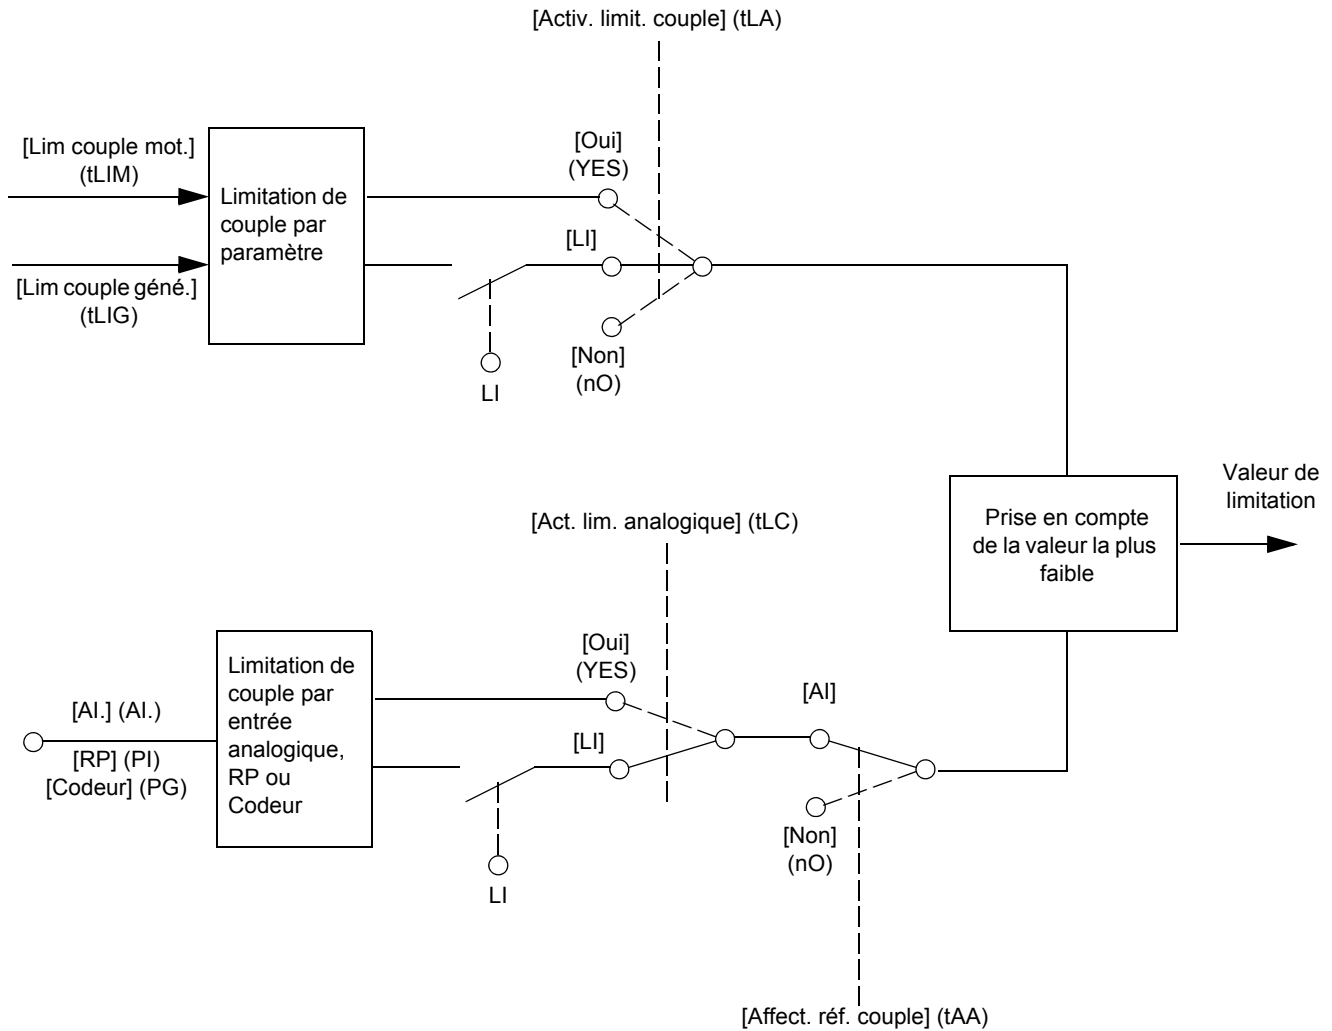 [Activ. limit. couple] (tLA)
[Lim couple mot.]
(tLIM)
[Lim couple géné.]
(tLIG)
Limitation de
couple par
paramètre
[Oui]
(YES)
[LI]
[Non]
(nO)
LI
Prise en compte
de la valeur la plus
faible
Valeur de
limitation
[Act. lim. analogique] (tLC)
[AI.] (AI.)
[RP] (PI)
[Codeur] (PG)
Limitation de
couple par
entrée
analogique,
RP ou
Codeur
[Oui]
(YES)
[LI]
LI
[AI]
[Non]
(nO)
[Affect. réf. couple] (tAA)